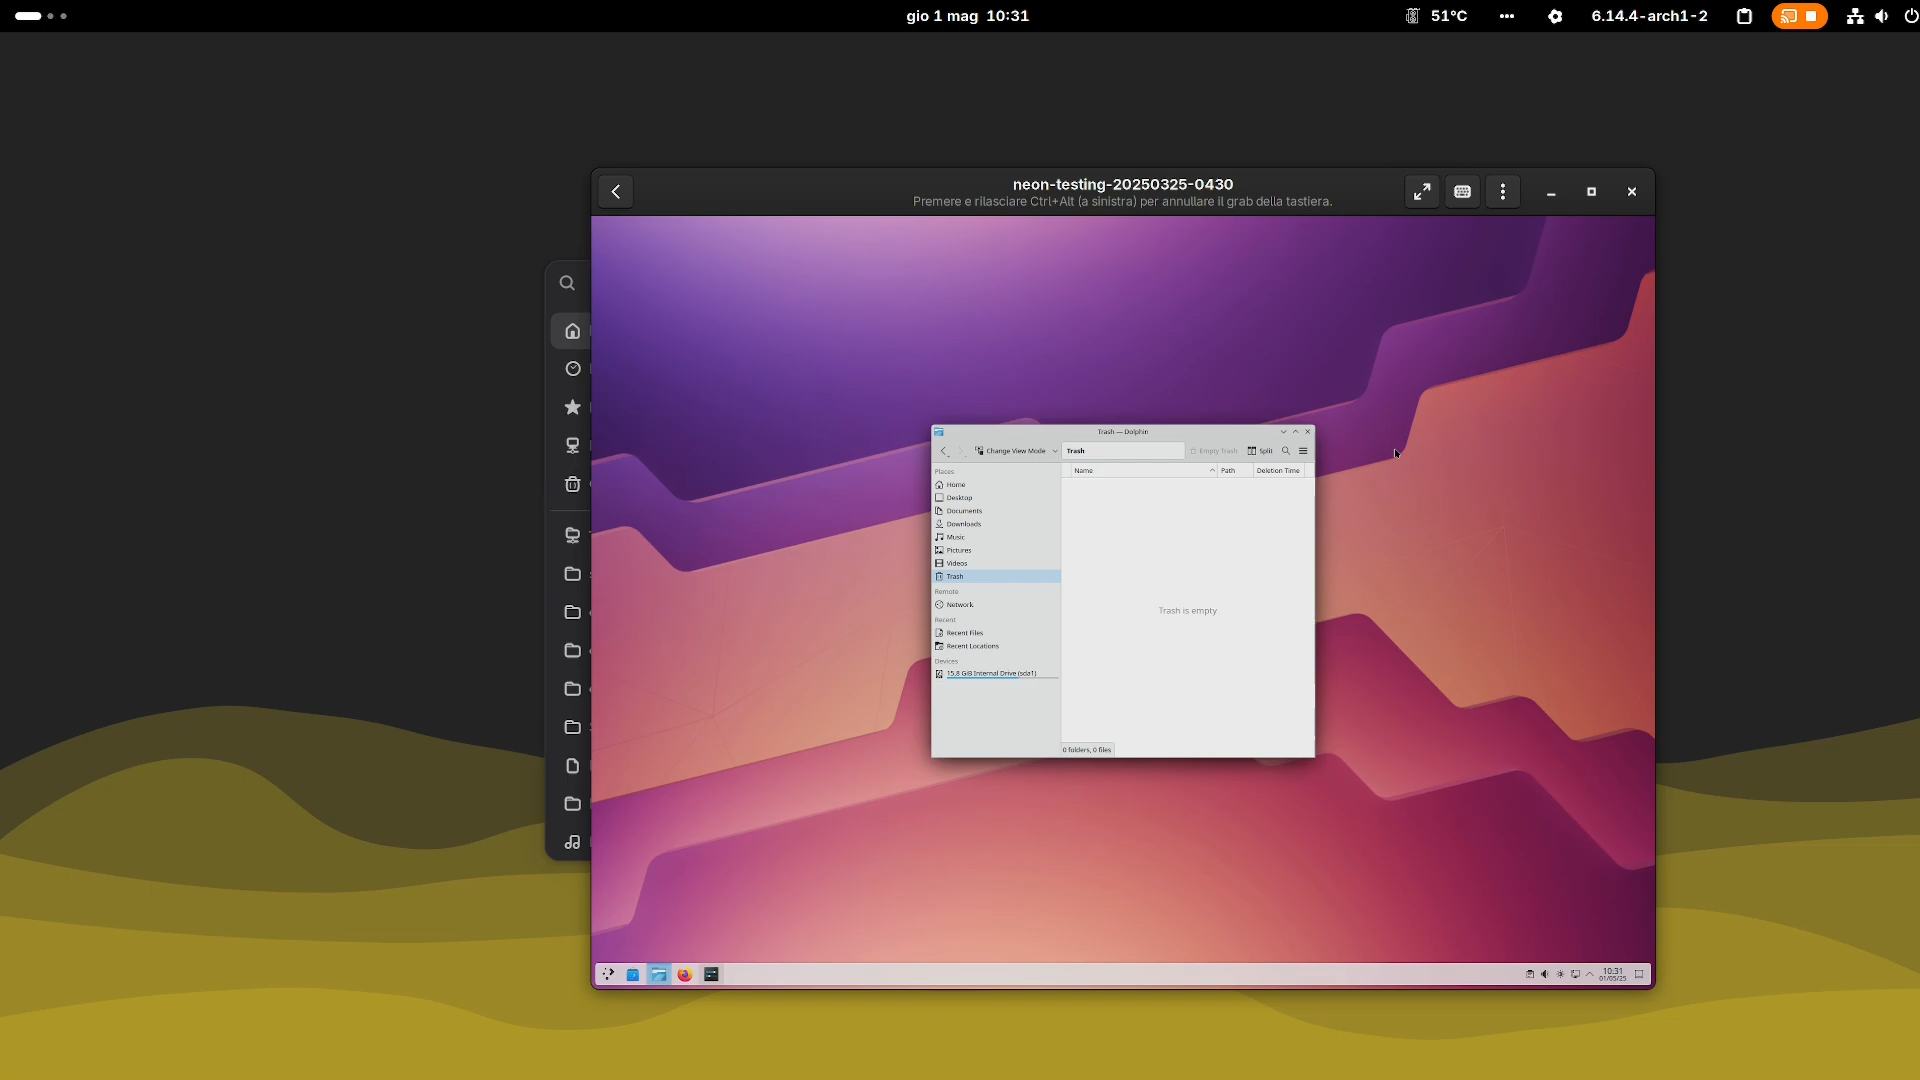 gio 1 mag 10:31
51°C
6.14.4-arch1-2
neon-testing-20250325-0430
Premere e rilasciare Ctrl+Alt (a sinistra) per annullare il grab della tastiera.
Trash — Dolphin
Change View Mode
Trash
Empty Trash
Split
Places
Home
Desktop
Documents
Downloads
Music
Pictures
Videos
Trash
Remote
Network
Recent
Recent Files
Recent Locations
Devices
15,8 GiB Internal Drive (sda1)
Name
Path
Deletion Time
Trash is empty
0 folders, 0 files
10:31
01/05/25